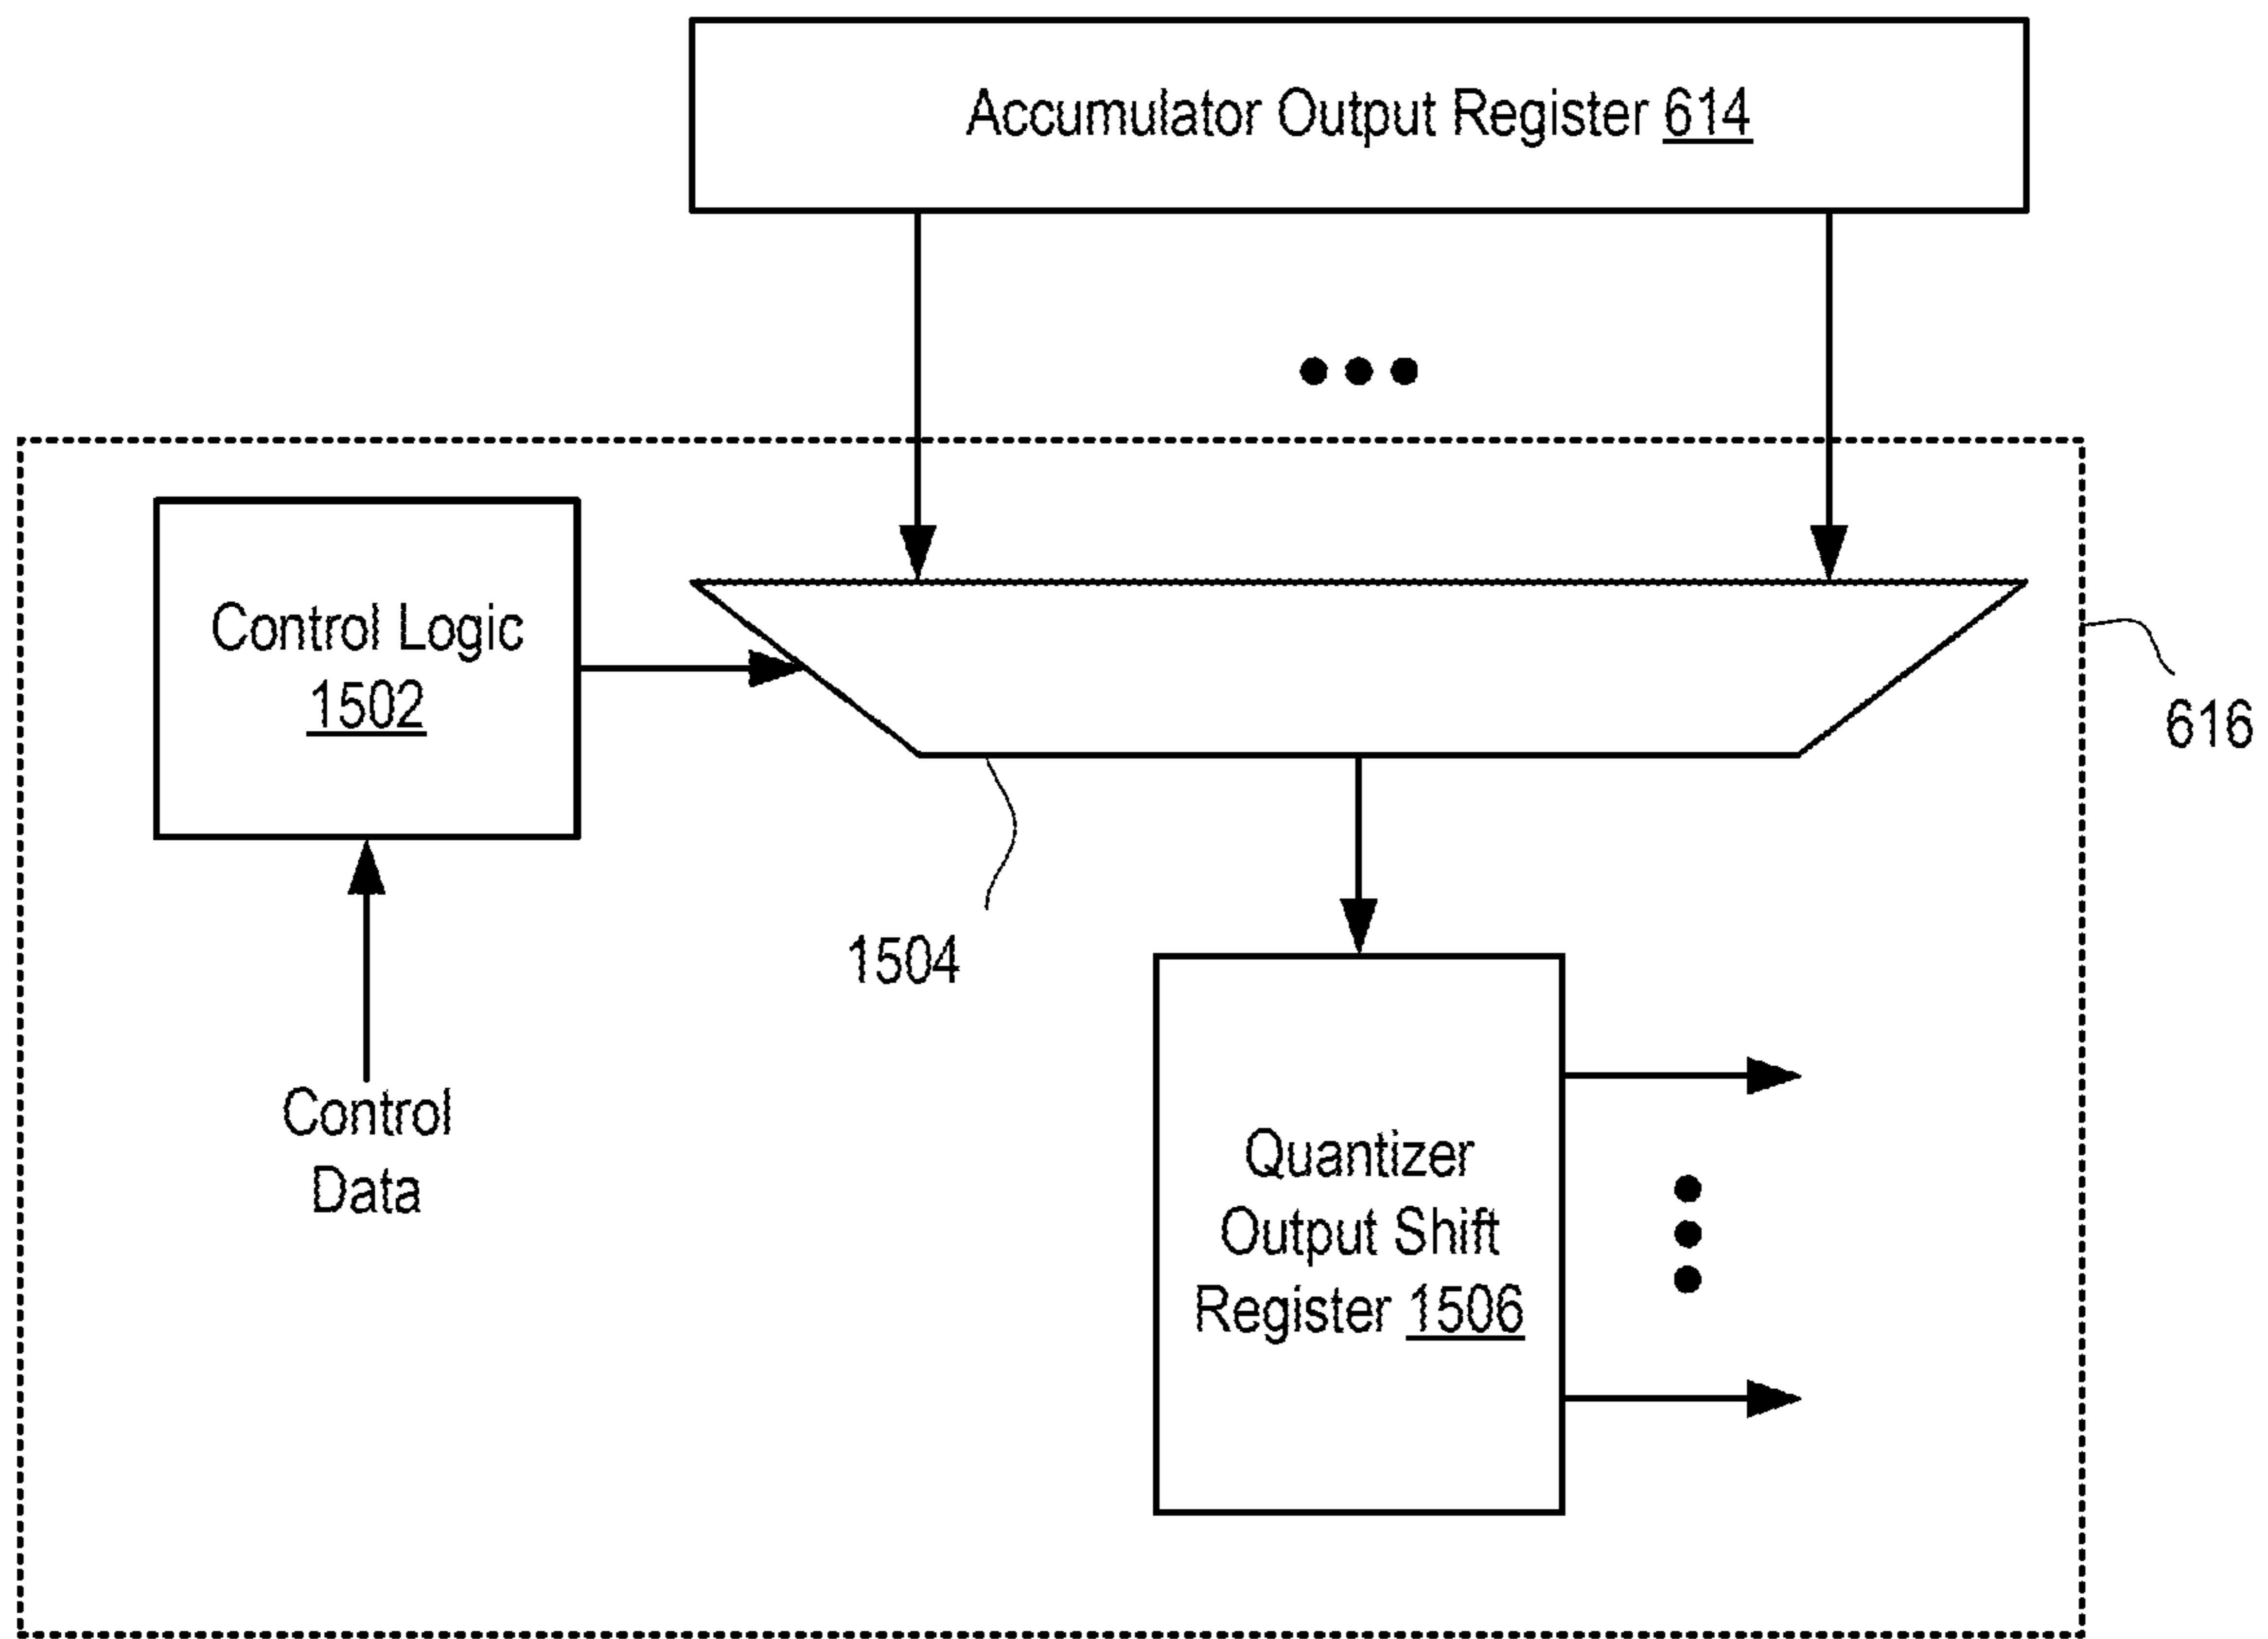 Accumulator Output Register 614
Control Logic
1502
616
1504
Control
Data
Quantizer
Output Shift
Register 1506